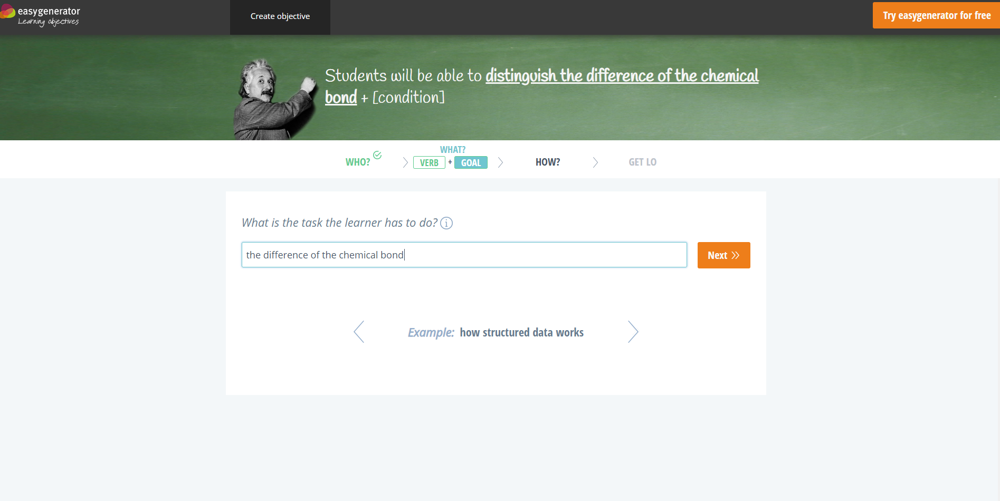 easygenerator
Learning objectives
Create objective
Try easygenerator for free
Students will be able to distinguish the difference of the chemical
bond + [condition]
WHO?
WHAT?
VERB + GOAL
HOW?
GET LO
What is the task the learner has to do?
the difference of the chemical bond
Next
Example: how structured data works